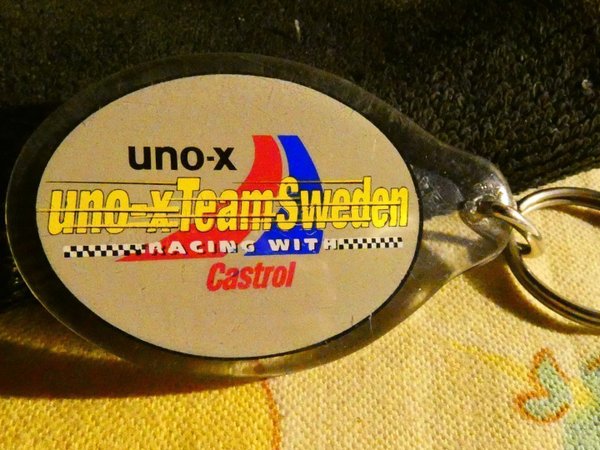 uno-x
uno-x Team Sweden
RACING WITH
Castrol